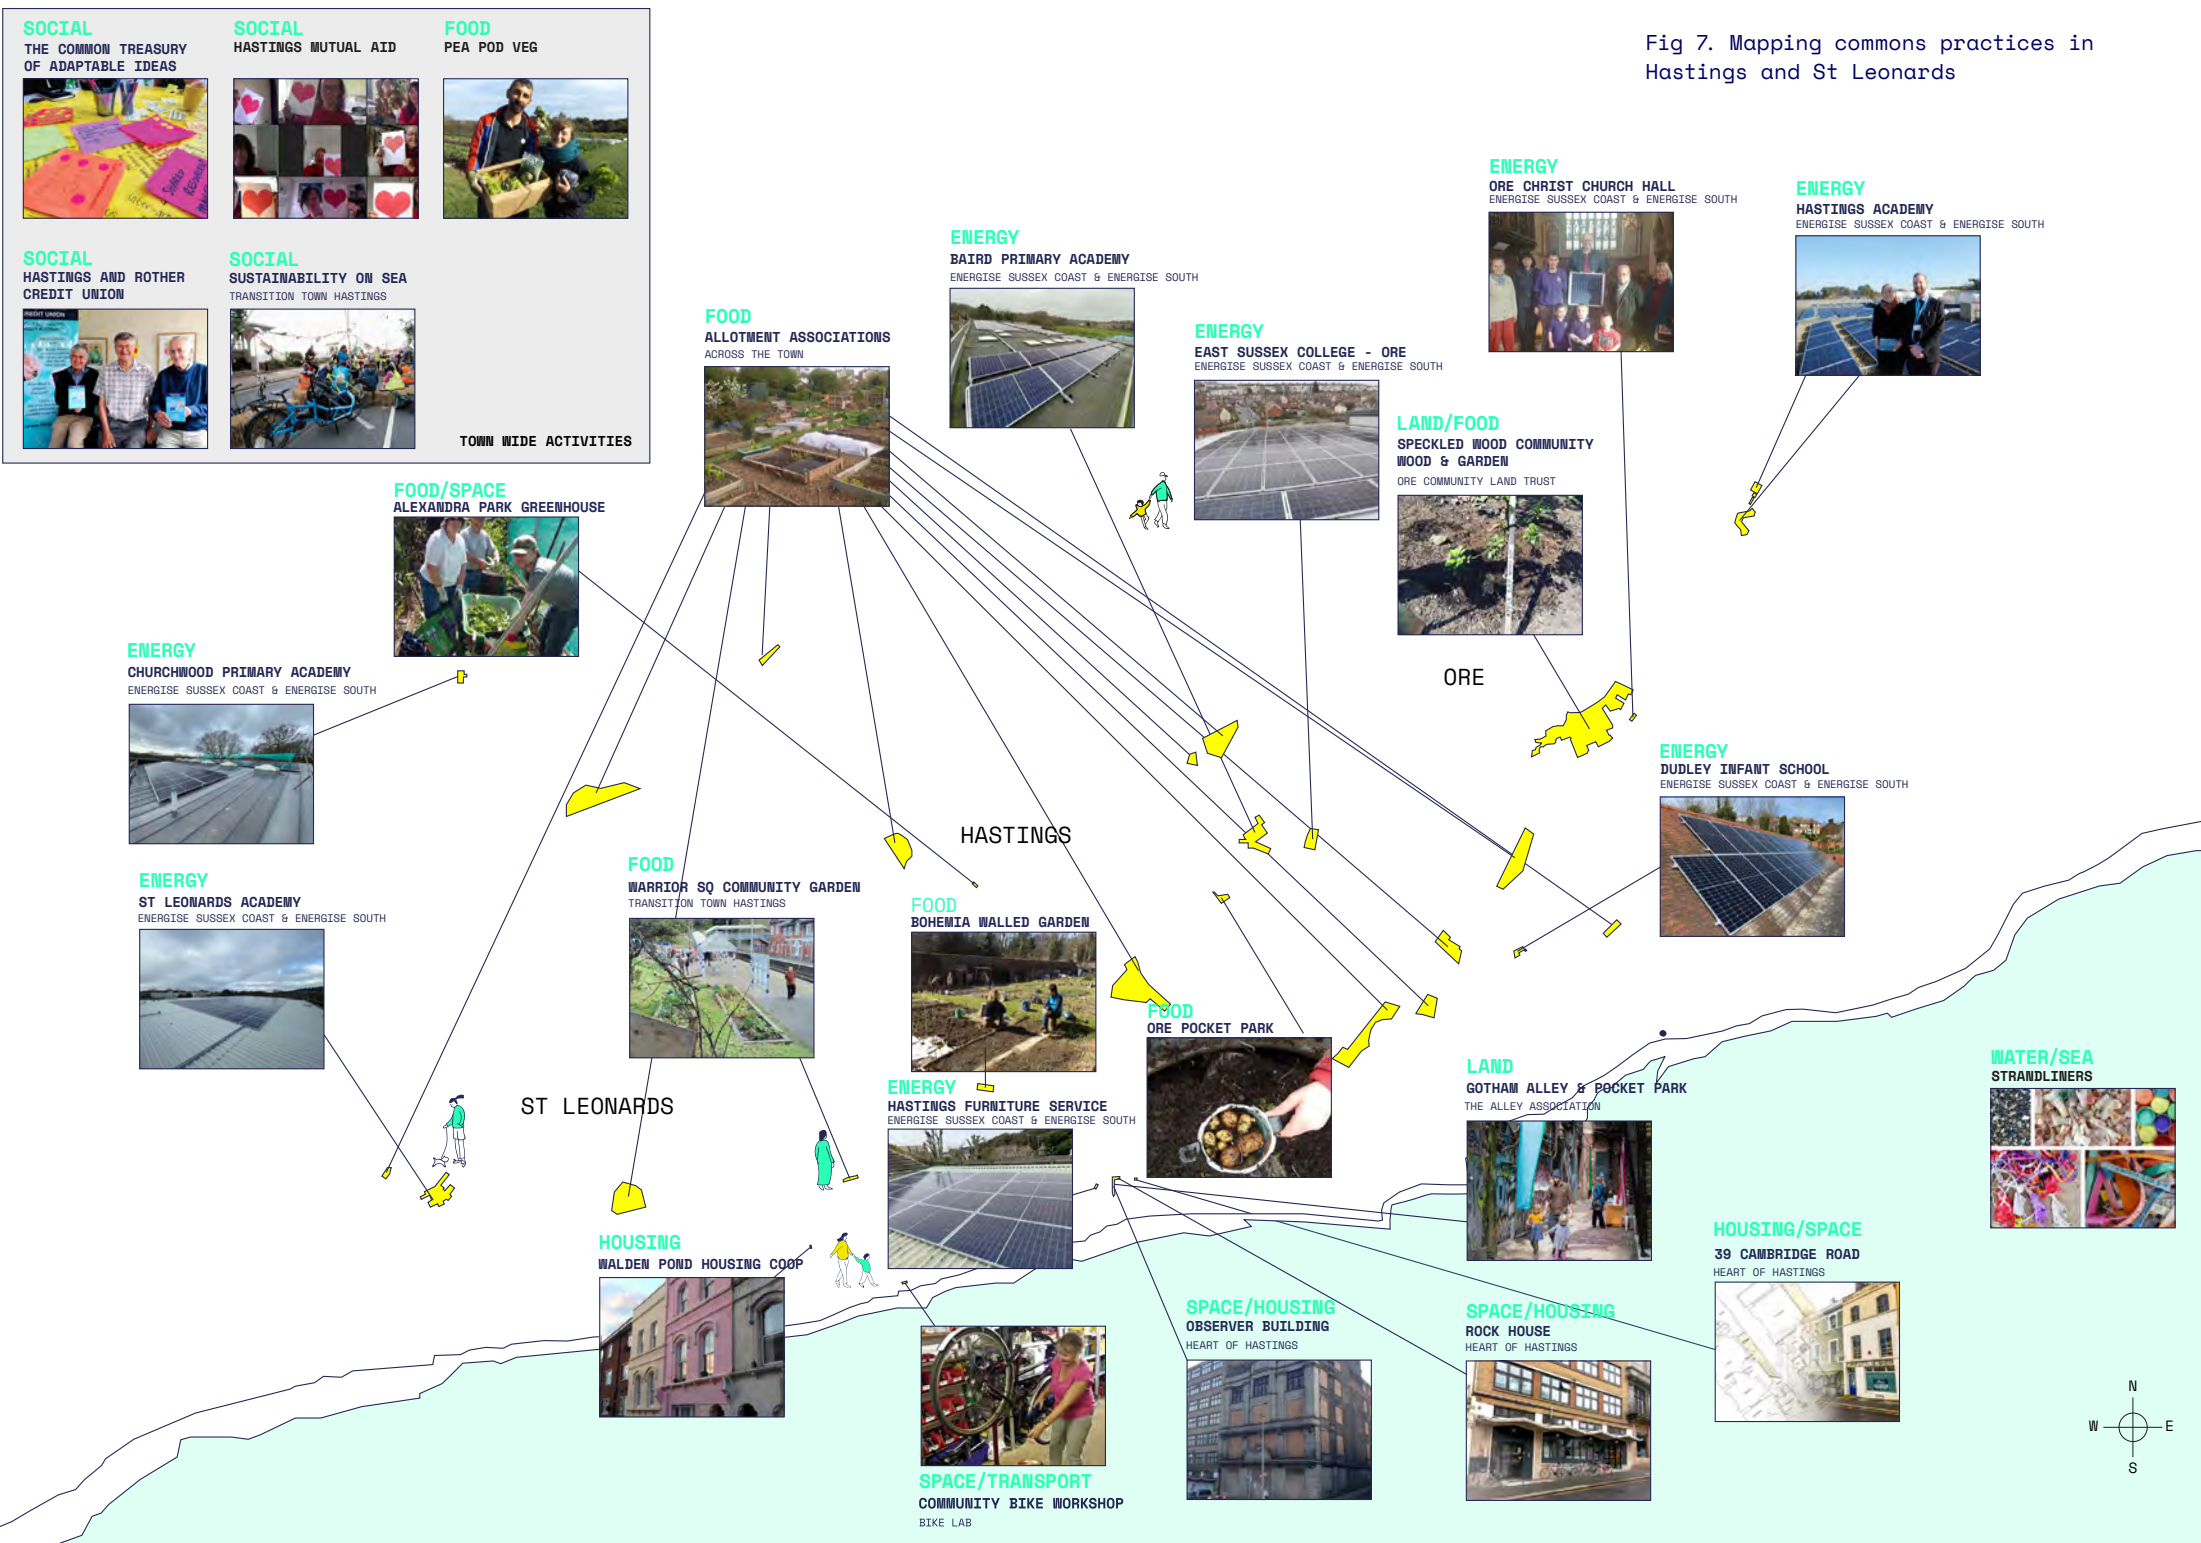 Fig 7. Mapping commons practices in
Hastings and St Leonards
SOCIAL
THE COMMON TREASURY
OF ADAPTABLE IDEAS
SOCIAL
HASTINGS MUTUAL AID
FOOD
PEA POD VEG
SOCIAL
HASTINGS AND ROTHER
CREDIT UNION
CREDIT UNION
SOCIAL
SUSTAINABILITY ON SEA
TRANSITION TOWN HASTINGS
TOWN WIDE ACTIVITIES
ENERGY
ORE CHRIST CHURCH HALL
ENERGISE SUSSEX COAST & ENERGISE SOUTH
ENERGY
HASTINGS ACADEMY
ENERGISE SUSSEX COAST & ENERGISE SOUTH
ENERGY
BAIRD PRIMARY ACADEMY
ENERGISE SUSSEX COAST & ENERGISE SOUTH
FOOD
ALLOTMENT ASSOCIATIONS
ACROSS THE TOWN
ENERGY
EAST SUSSEX COLLEGE - ORE
ENERGISE SUSSEX COAST & ENERGISE SOUTH
LAND/FOOD
SPECKLED WOOD COMMUNITY
WOOD & GARDEN
ORE COMMUNITY LAND TRUST
FOOD/SPACE
ALEXANDRA PARK GREENHOUSE
ENERGY
CHURCHWOOD PRIMARY ACADEMY
ENERGISE SUSSEX COAST & ENERGISE SOUTH
ORE
ENERGY
DUDLEY INFANT SCHOOL
ENERGISE SUSSEX COAST & ENERGISE SOUTH
HASTINGS
ENERGY
ST LEONARDS ACADEMY
ENERGISE SUSSEX COAST & ENERGISE SOUTH
FOOD
WARRIOR SQ COMMUNITY GARDEN
TRANSITION TOWN HASTINGS
FOOD
BOHEMIA WALLED GARDEN
FOOD
ORE POCKET PARK
ST LEONARDS
ENERGY
HASTINGS FURNITURE SERVICE
ENERGISE SUSSEX COAST & ENERGISE SOUTH
LAND
GOTHAM ALLEY & POCKET PARK
THE ALLEY ASSOCIATION
WATER/SEA
STRANDLINERS
HOUSING
WALDEN POND HOUSING COOP
HOUSING/SPACE
39 CAMBRIDGE ROAD
HEART OF HASTINGS
SPACE/HOUSING
OBSERVER BUILDING
HEART OF HASTINGS
SPACE/HOUSING
ROCK HOUSE
HEART OF HASTINGS
SPACE/TRANSPORT
COMMUNITY BIKE WORKSHOP
BIKE LAB
N
W
E
S